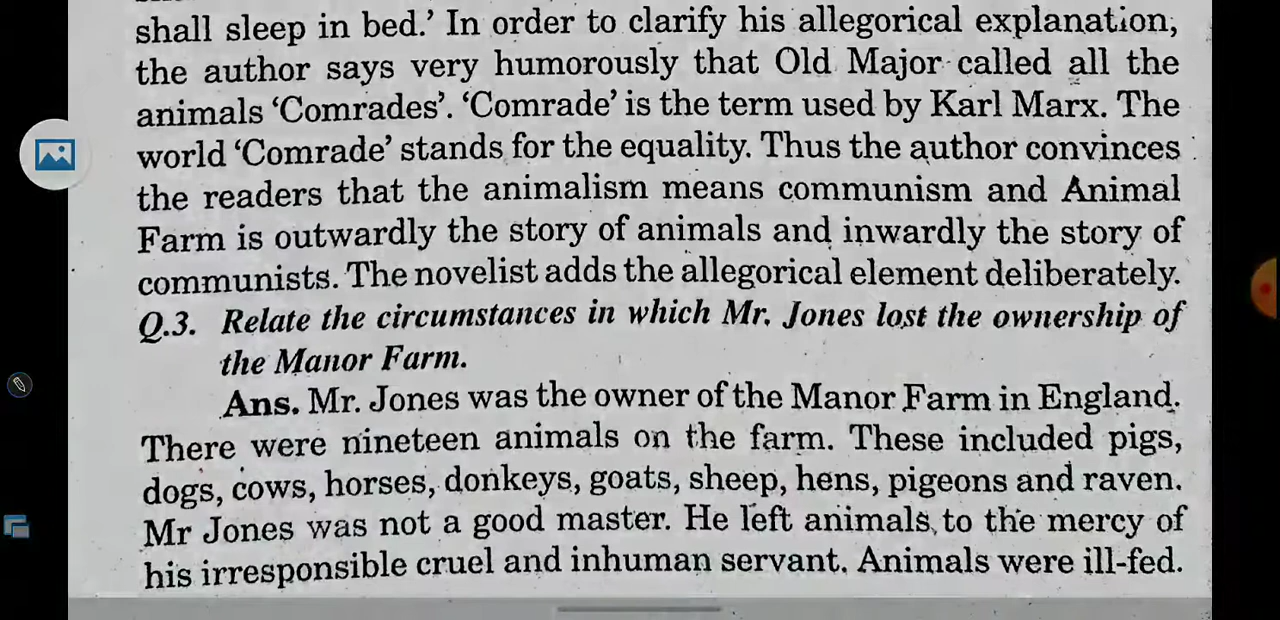 shall sleep in bed.’ In order to clarify his allegorical explanation,
the author says very humorously that Old Major called all the
animals ‘Comrades’. ‘Comrade’ is the term used by Karl Marx. The
world ‘Comrade’ stands for the equality. Thus the author convinces
the readers that the animalism means communism and Animal
Farm is outwardly the story of animals and inwardly the story of
communists. The novelist adds the allegorical element deliberately.
Q.3. Relate the circumstances in which Mr. Jones lost the ownership of
the Manor Farm.
Ans. Mr. Jones was the owner of the Manor Farm in England.
There were nineteen animals on the farm. These included pigs,
dogs, cows, horses, donkeys, goats, sheep, hens, pigeons and raven.
Mr Jones was not a good master. He left animals to the mercy of
his irresponsible cruel and inhuman servant. Animals were ill-fed.